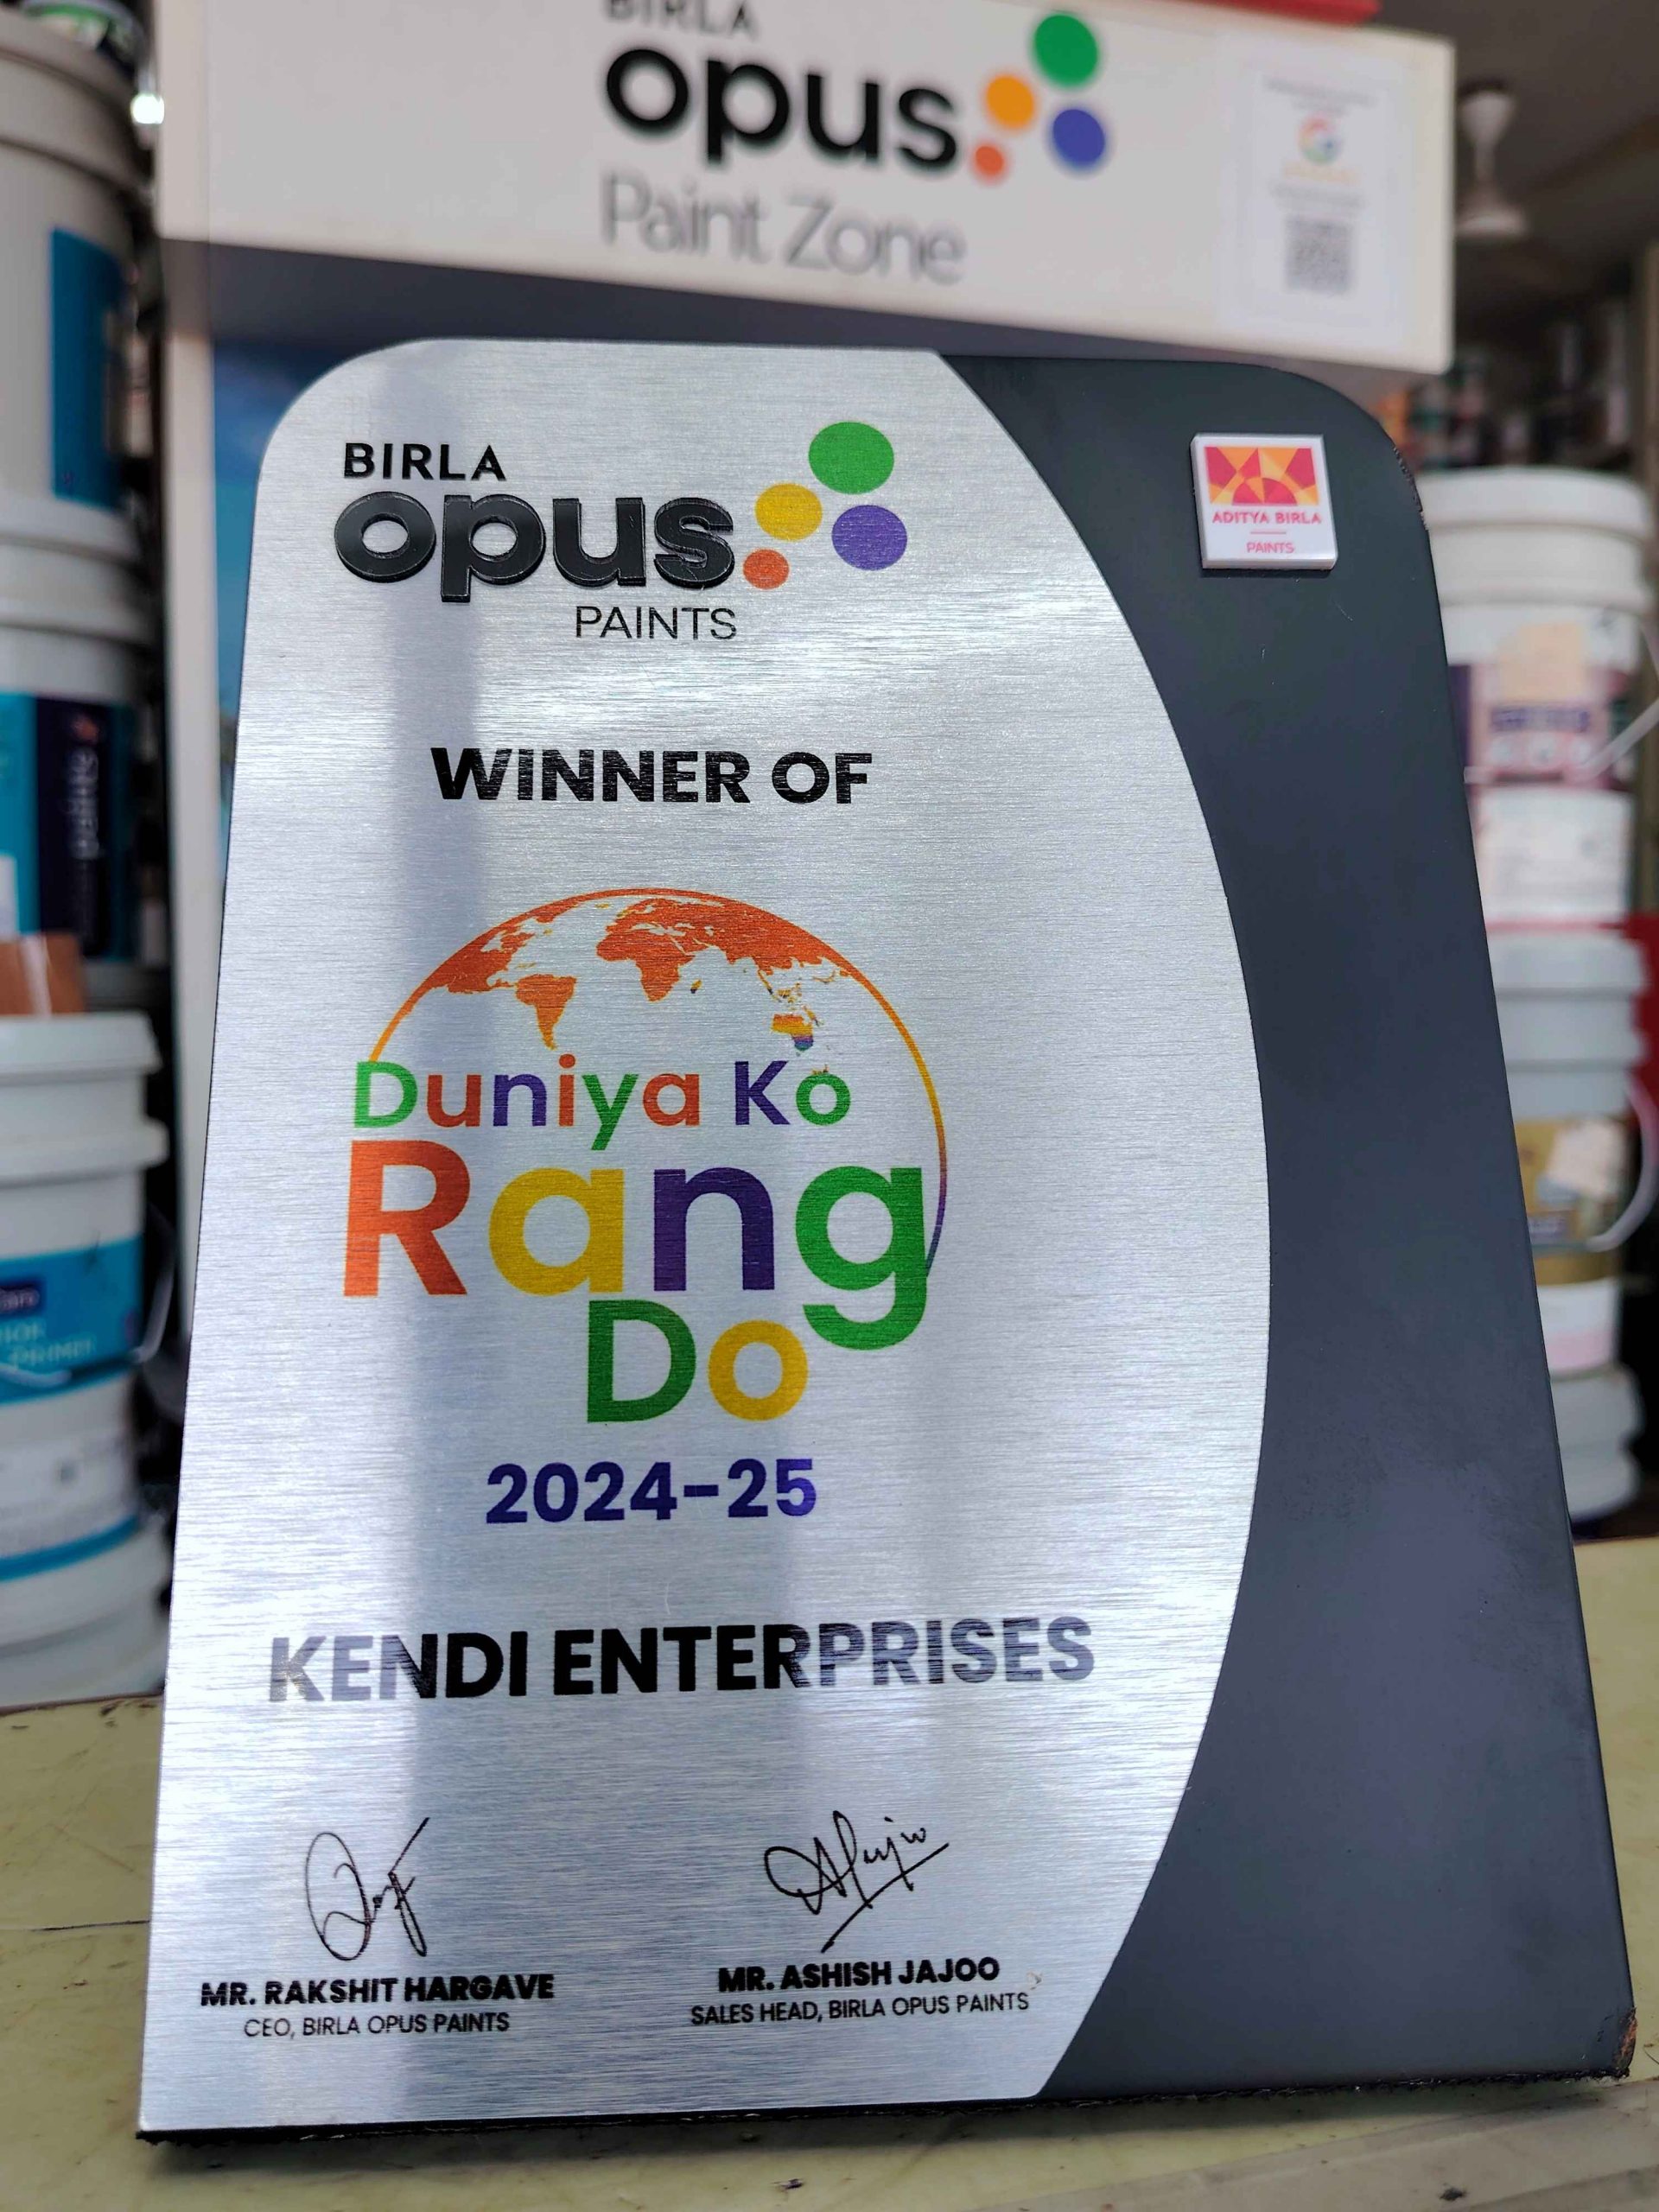 BIRLA
opus
Paint Zone
BIRLA
opus
PAINTS
ADITYA BIRLA
PAINTS
WINNER OF
Duniya Ko
Rang
Do
2024-25
KENDI ENTERPRISES
MR. RAKSHIT HARGAVE
CEO, BIRLA OPUS PAINTS
MR. ASHISH JAJOO
SALES HEAD, BIRLA OPUS PAINTS
paints